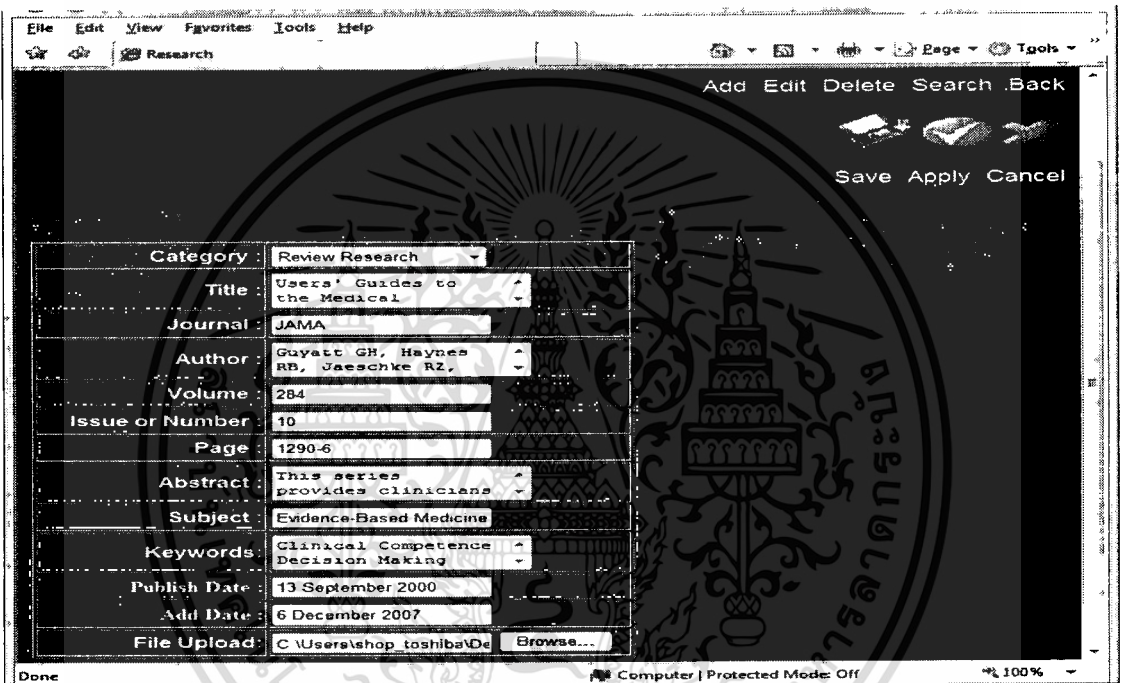 File Edit View Favorites Tools Help
Research Page Tools
Add Edit Delete Search .Back
Save Apply Cancel
Category : Review Research
Title : Users' Guides to
the Medical
Journal : JAMA
Author : Guyatt GH, Haynes
RB, Jaeschke RZ,
Volume : 284
Issue or Number : 10
Page : 1290-6
Abstract : This series
provides clinicians
Subject : Evidence-Based Medicine
Keywords: Clinical Competence
Decision Making
Publish Date : 13 September 2000
Add Date : 6 December 2007
File Upload: C:\Users\shop_toshiba\De Browse...
Done Computer | Protected Mode: Off 100%